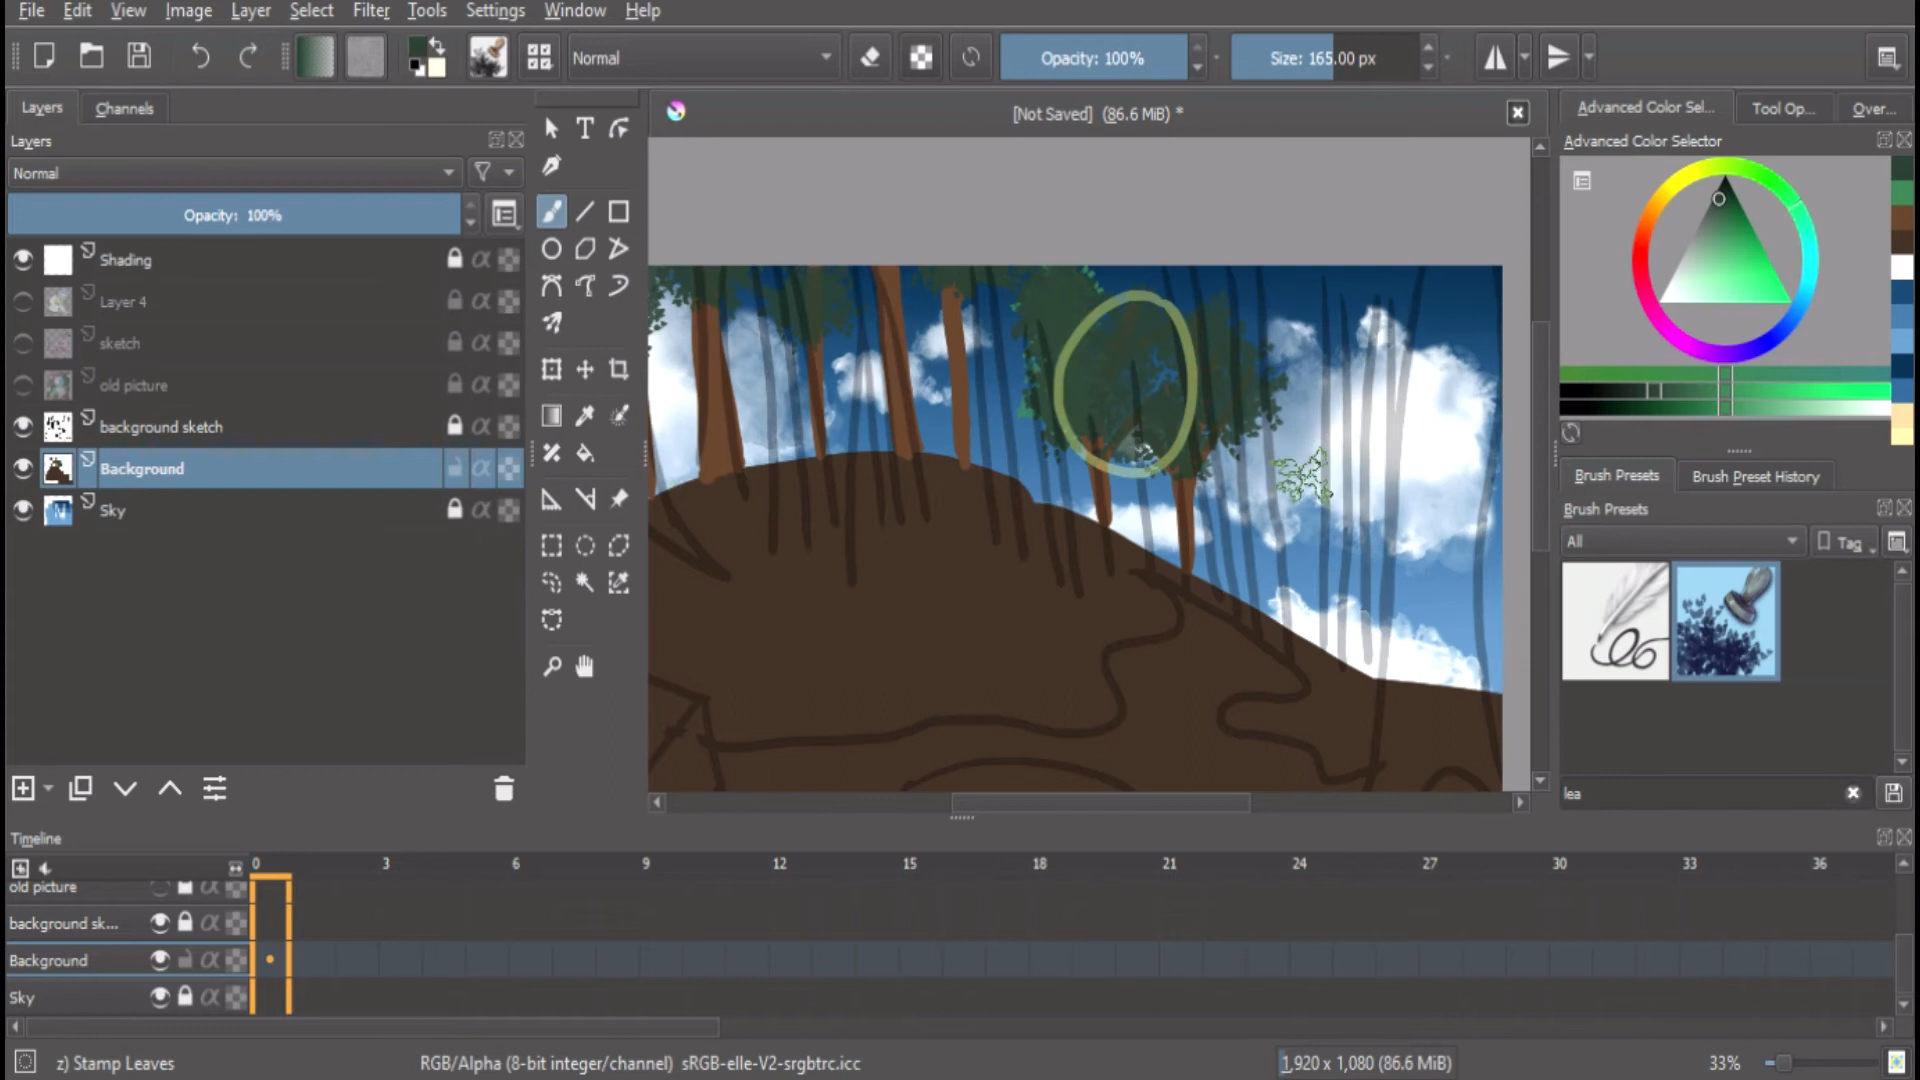 File Edit View Image Layer Select Filter Tools Settings Window Help
Normal Opacity: 100% Size: 165.00 px
Layers Channels
[Not Saved] (86.6 MiB) *
Advanced Color Sel... Tool Op... Over...
Layers
Advanced Color Selector
Normal
Opacity: 100%
Shading
Layer 4
sketch
old picture
background sketch
Background
Sky
Brush Presets Brush Preset History
Brush Presets
All Tag
lea
Timeline
0 3 6 9 12 15 18 21 24 27 30 33 36
old picture
background sk...
Background
Sky
z) Stamp Leaves RGB/Alpha (8-bit integer/channel) sRGB-elle-V2-srgbtrc.icc 1,920 x 1,080 (86.6 MiB) 33%